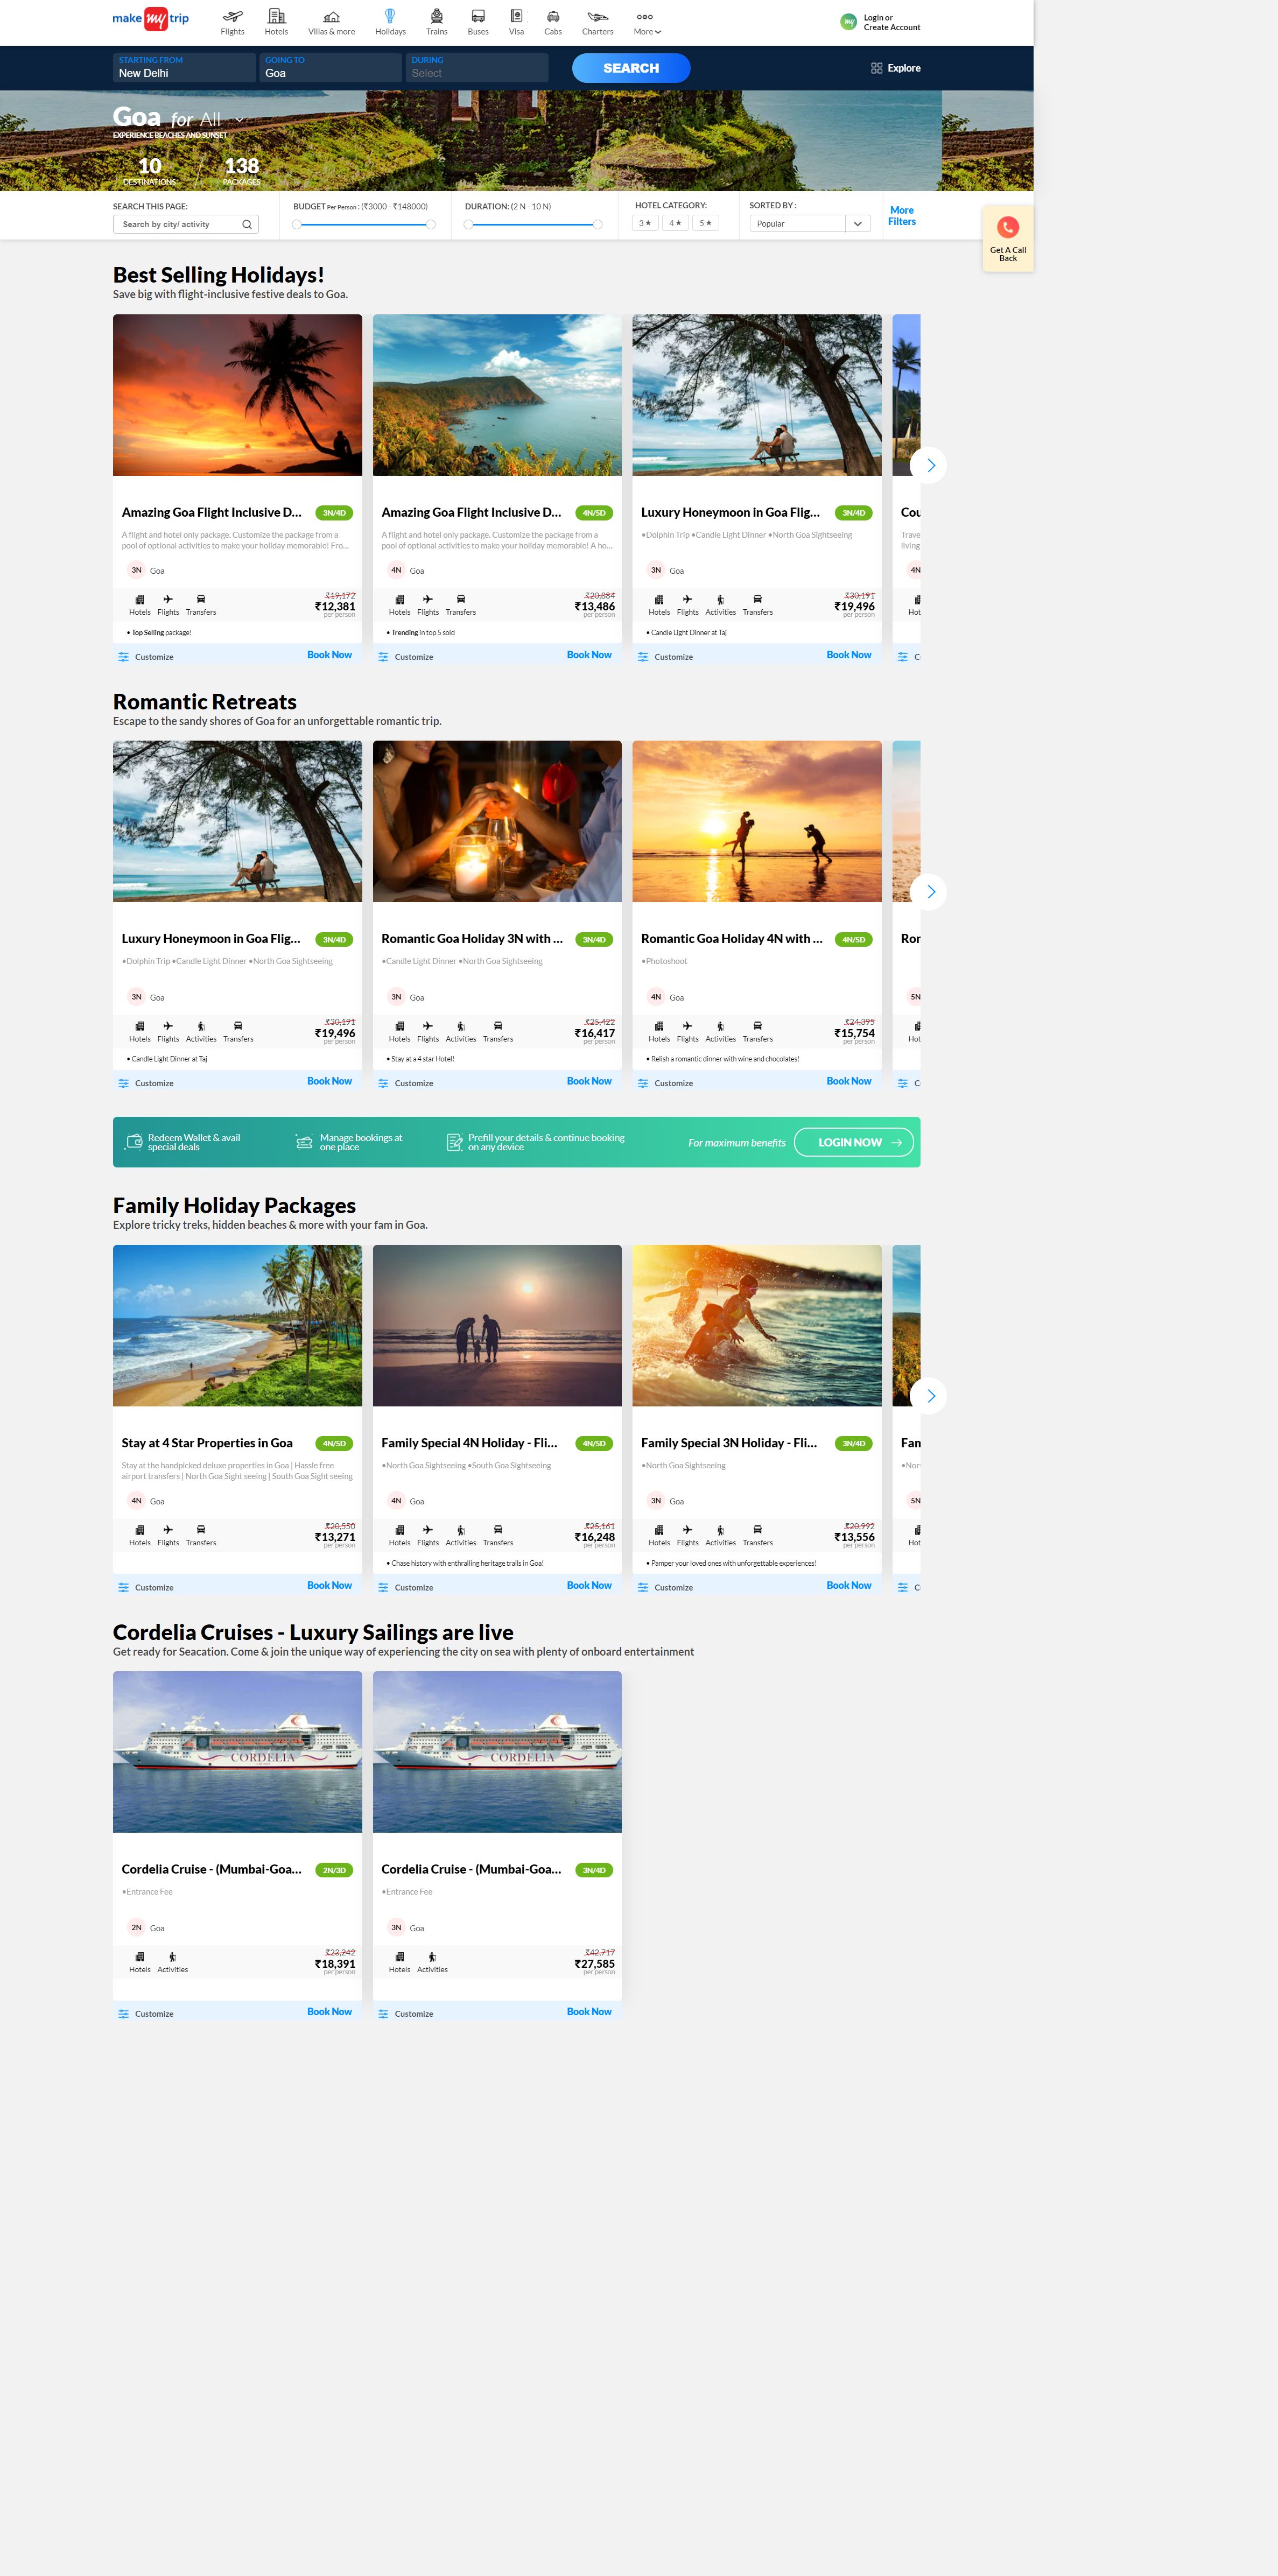 make my trip
Flights
Hotels
Villas & more
Holidays
Trains
Buses
Visa
Cabs
Charters
More
my
Login or
Create Account
STARTING FROM
New Delhi
GOING TO
Goa
DURING
Select
SEARCH
Explore
Goa for All
EXPERIENCE BEACHES AND SUNSET
10
DESTINATIONS
138
PACKAGES
SEARCH THIS PAGE:
Search by city/ activity
BUDGET Per Person : (₹3000 - ₹148000)
DURATION: (2 N - 10 N)
HOTEL CATEGORY:
3★ 4★ 5★
SORTED BY :
Popular
More
Filters
Get A Call
Back
Best Selling Holidays!
Save big with flight-inclusive festive deals to Goa.
Amazing Goa Flight Inclusive D... 3N/4D
A flight and hotel only package. Customize the package from a
pool of optional activities to make your holiday memorable! Fro...
3N Goa
Hotels Flights Transfers
₹19,172
₹12,381
per person
• Top Selling package!
Customize Book Now
Amazing Goa Flight Inclusive D... 4N/5D
A flight and hotel only package. Customize the package from a
pool of optional activities to make your holiday memorable! A ho...
4N Goa
Hotels Flights Transfers
₹20,884
₹13,486
per person
• Trending in top 5 sold
Customize Book Now
Luxury Honeymoon in Goa Flig... 3N/4D
•Dolphin Trip •Candle Light Dinner •North Goa Sightseeing
3N Goa
Hotels Flights Activities Transfers
₹30,191
₹19,496
per person
• Candle Light Dinner at Taj
Customize Book Now
Cou
Trave
living
4N
Hot
C
Romantic Retreats
Escape to the sandy shores of Goa for an unforgettable romantic trip.
Luxury Honeymoon in Goa Flig... 3N/4D
•Dolphin Trip •Candle Light Dinner •North Goa Sightseeing
3N Goa
Hotels Flights Activities Transfers
₹30,191
₹19,496
per person
• Candle Light Dinner at Taj
Customize Book Now
Romantic Goa Holiday 3N with ... 3N/4D
•Candle Light Dinner •North Goa Sightseeing
3N Goa
Hotels Flights Activities Transfers
₹25,422
₹16,417
per person
• Stay at a 4 star Hotel!
Customize Book Now
Romantic Goa Holiday 4N with ... 4N/5D
•Photoshoot
4N Goa
Hotels Flights Activities Transfers
₹24,395
₹15,754
per person
• Relish a romantic dinner with wine and chocolates!
Customize Book Now
Ror
5N
Hot
C
Redeem Wallet & avail
special deals
Manage bookings at
one place
Prefill your details & continue booking
on any device
For maximum benefits
LOGIN NOW
Family Holiday Packages
Explore tricky treks, hidden beaches & more with your fam in Goa.
Stay at 4 Star Properties in Goa 4N/5D
Stay at the handpicked deluxe properties in Goa | Hassle free
airport transfers | North Goa Sight seeing | South Goa Sight seeing
4N Goa
Hotels Flights Transfers
₹20,550
₹13,271
per person
Customize Book Now
Family Special 4N Holiday - Fli... 4N/5D
•North Goa Sightseeing •South Goa Sightseeing
4N Goa
Hotels Flights Activities Transfers
₹25,161
₹16,248
per person
• Chase history with enthralling heritage trails in Goa!
Customize Book Now
Family Special 3N Holiday - Fli... 3N/4D
•North Goa Sightseeing
3N Goa
Hotels Flights Activities Transfers
₹20,992
₹13,556
per person
• Pamper your loved ones with unforgettable experiences!
Customize Book Now
Fan
•Nor
5N
Hot
C
Cordelia Cruises - Luxury Sailings are live
Get ready for Seacation. Come & join the unique way of experiencing the city on sea with plenty of onboard entertainment
CORDELIA
Cordelia Cruise - (Mumbai-Goa... 2N/3D
•Entrance Fee
2N Goa
Hotels Activities
₹23,242
₹18,391
per person
Customize Book Now
CORDELIA
Cordelia Cruise - (Mumbai-Goa... 3N/4D
•Entrance Fee
3N Goa
Hotels Activities
₹42,717
₹27,585
per person
Customize Book Now